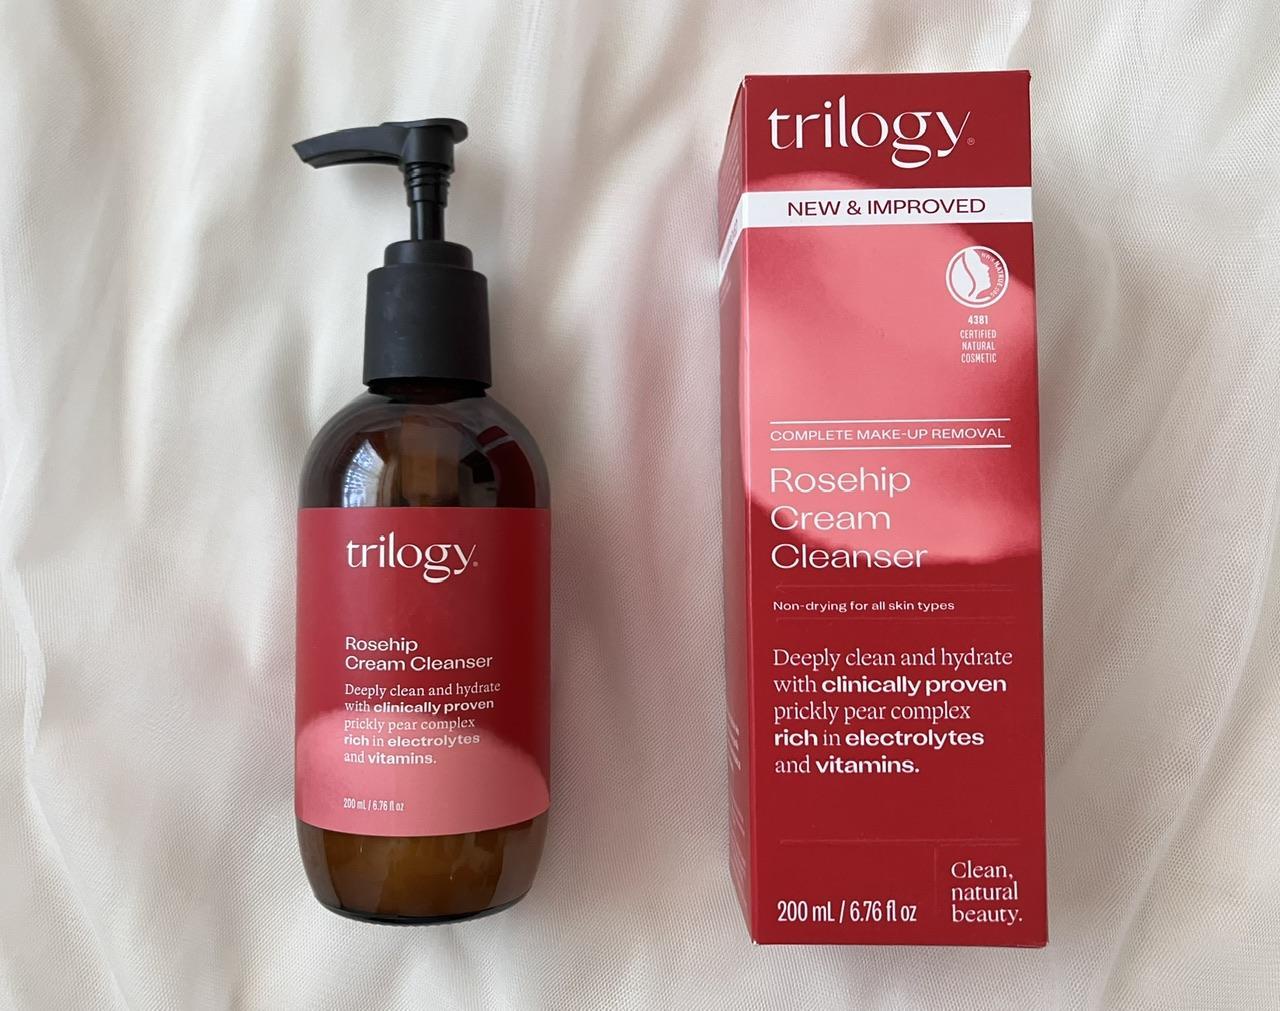 trilogy®
Rosehip
Cream Cleanser
Deeply clean and hydrate
with clinically proven
prickly pear complex
rich in electrolytes
and vitamins.
200 mL / 6.76 fl oz
trilogy®
NEW & IMPROVED
WWW.NATRUE.ORG
4381
CERTIFIED
NATURAL
COSMETIC
COMPLETE MAKE-UP REMOVAL
Rosehip
Cream
Cleanser
Non-drying for all skin types
Deeply clean and hydrate
with clinically proven
prickly pear complex
rich in electrolytes
and vitamins.
200 mL / 6.76 fl oz
Clean,
natural
beauty.